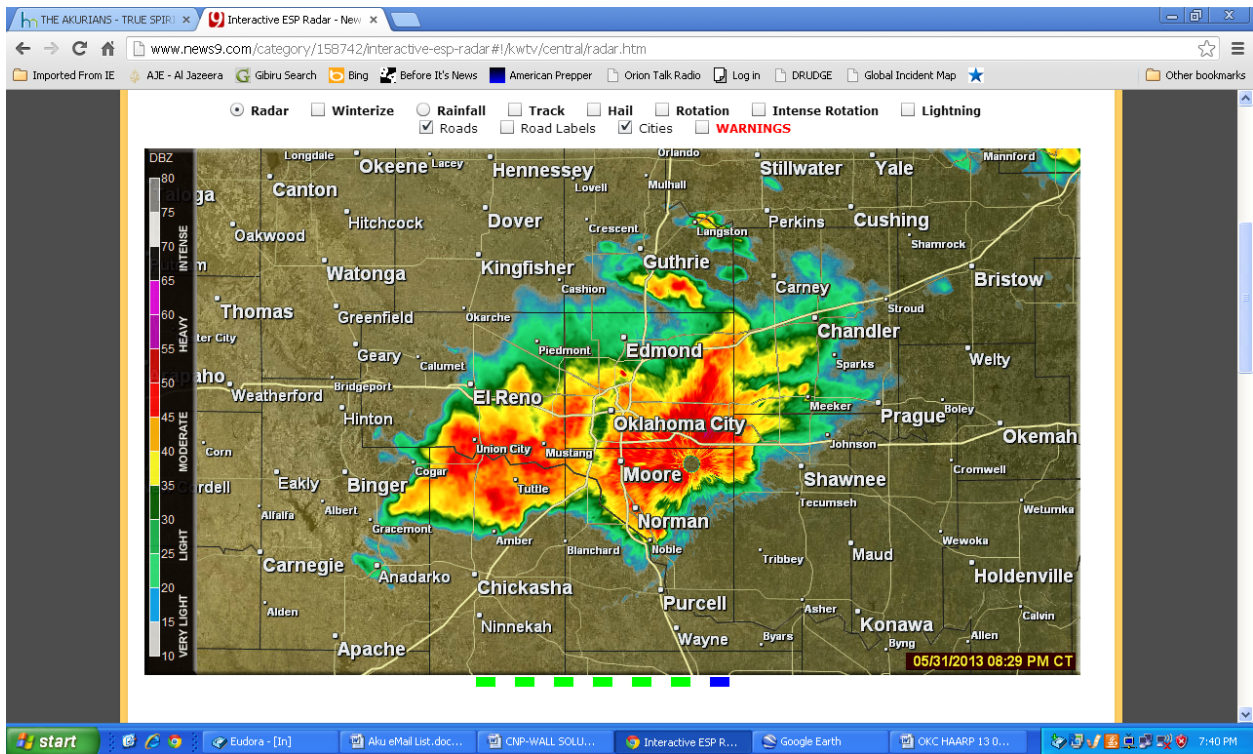 THE AKURIANS - TRUE SPIRI
Interactive ESP Radar - New
www.news9.com/category/158742/interactive-esp-radar#!/kwtv/central/radar.htm
Imported From IE AJE - Al Jazeera Gibiru Search Bing Before It's News American Prepper Orion Talk Radio Log in DRUDGE Global Incident Map Other bookmarks
Radar Winterize Rainfall Track Hail Rotation Intense Rotation Lightning
Roads Road Labels Cities WARNINGS
DBZ Longdale Okeene Lacey Hennessey Orlando Stillwater Yale Mannford
80 Canton Lovell Mulhall
75 Oakwood Hitchcock Dover Crescent Langston Perkins Cushing
70 INTENSE Shamrock
65 Watonga Kingfisher Guthrie Bristow
Cashion Carney
60 Thomas Greenfield Okarche Stroud
HEAVY Chandler
55 Geary Calumet Piedmont Edmond Sparks Welty
50 Weatherford Bridgeport El Reno
45 Hinton Oklahoma City Meeker Prague Boley
MODERATE Okemah
40 Corn Union City Mustang Johnson
Cogar Moore Cromwell
35 Eakly Binger Tuttle Shawnee
Alfalfa Albert Tecumseh Wetumka
30 Gracemont Norman
LIGHT Amber Blanchard Noble Wewoka
25 Carnegie Anadarko Tribbey Maud
20 Chickasha Holdenville
VERY LIGHT Alden Purcell Asher
15 Ninnekah Konawa Calvin
Apache Wayne Byars Byng Allen
10 05/31/2013 08:29 PM CT
start Eudora - [In] Aku eMail List.doc... CNP-WALL SOLU... Interactive ESP R... Google Earth OKC HAARP 13 0... 7:40 PM